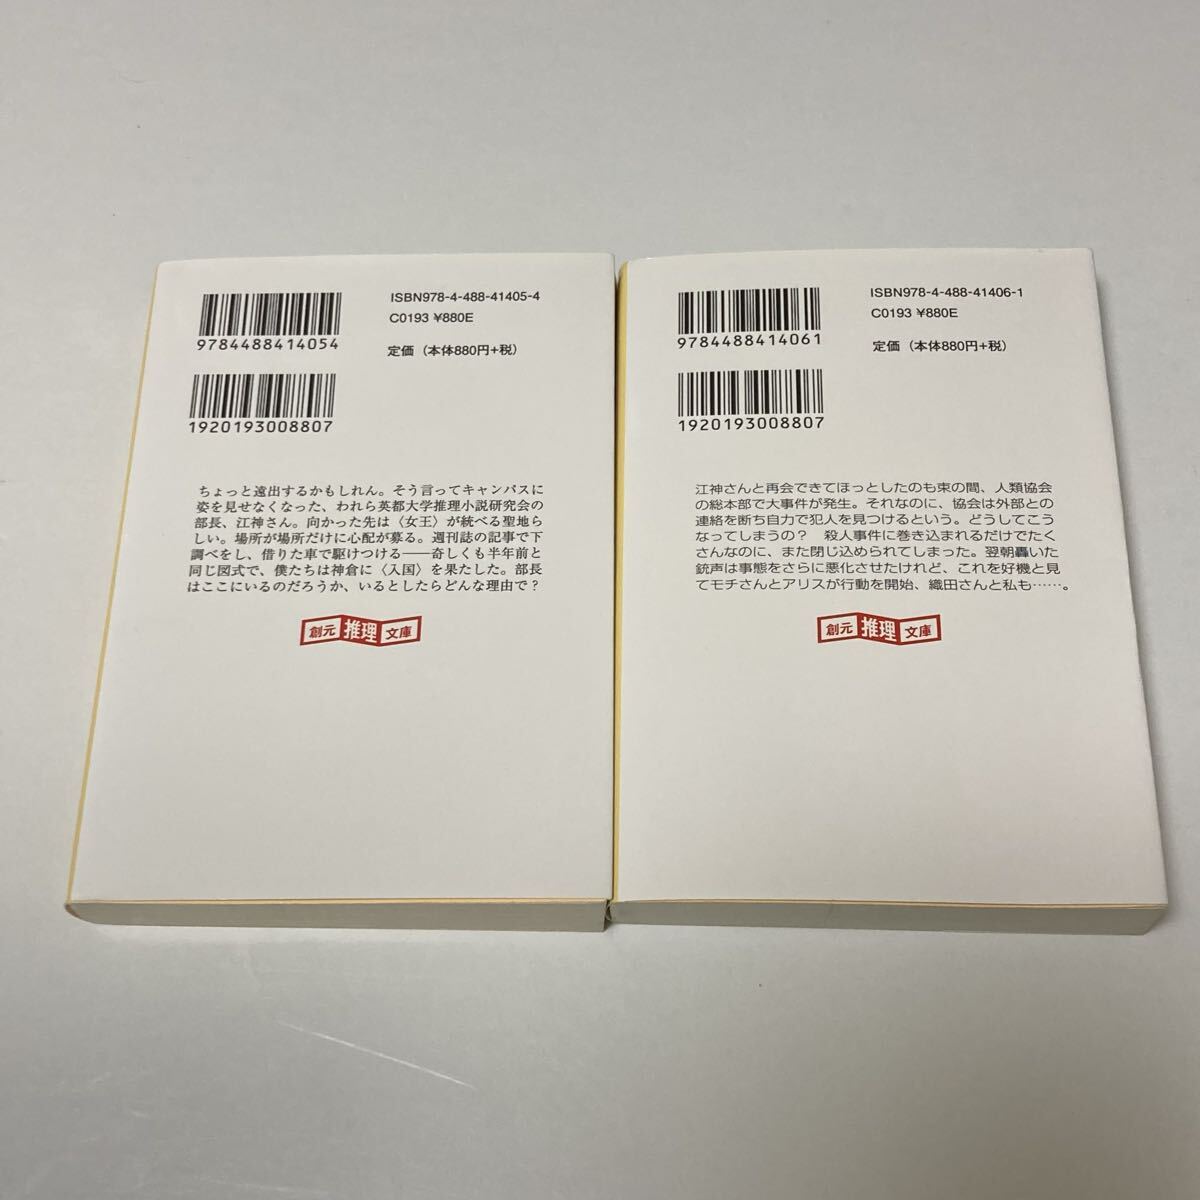 ISBN978-4-488-41405-4
C0193 ¥880E
9784488414054
定価（本体880円+税）
1920193008807
ちょっと遠出するかもしれん。そう言ってキャンパスに
姿を見せなくなった、われら英都大学推理小説研究会の
部長、江神さん。向かった先は〈女王〉が統べる聖地ら
しい。場所が場所だけに心配が募る。週刊誌の記事で下
調べをし、借りた車で駆けつける――奇しくも半年前と
同じ図式で、僕たちは神倉に〈入国〉を果たした。部長
はここにいるのだろうか、いるとしたらどんな理由で？
創元推理文庫
ISBN978-4-488-41406-1
C0193 ¥880E
9784488414061
定価（本体880円+税）
1920193008807
江神さんと再会できてほっとしたのも束の間、人類協会
の総本部で大事件が発生。それなのに、協会は外部との
連絡を断ち自力で犯人を見つけるという。どうしてこう
なってしまうの？　殺人事件に巻き込まれるだけでたく
さんなのに、また閉じ込められてしまった。翌朝轟いた
銃声は事態をさらに悪化させたけれど、これを好機と見
てモチさんとアリスが行動を開始、織田さんと私も……。
創元推理文庫